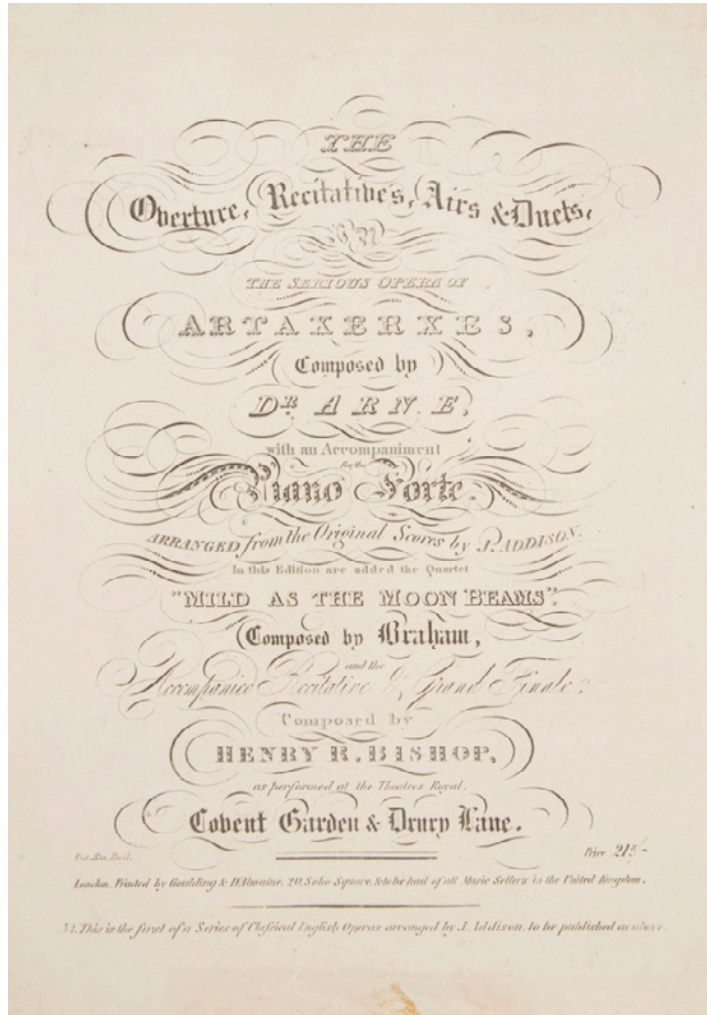 THE
Overture, Recitative's, Airs & Duets,
IN
THE SERIOUS OPERA OF
ARTAXERXES,
Composed by
DR ARNE,
with an Accompaniment
for the
Piano Forte.
ARRANGED from the Original Scores by J. ADDISON.
In this Edition are added the Quartet
"MILD AS THE MOON BEAMS".
Composed by Braham,
and the
Accompanied Recitative & Grand Finale:
Composed by
HENRY R. BISHOP,
as performed at the Theatres Royal.
Covent Garden & Drury Lane.
Ent. Sta. Hall. Price 21s/-
London, Printed by Goulding & D'Almaine, 20, Soho Square, & to be had of all Music Sellers in the United Kingdom.
This is the first of a Series of Classical English Operas arranged by J. Addison, to be published as above.